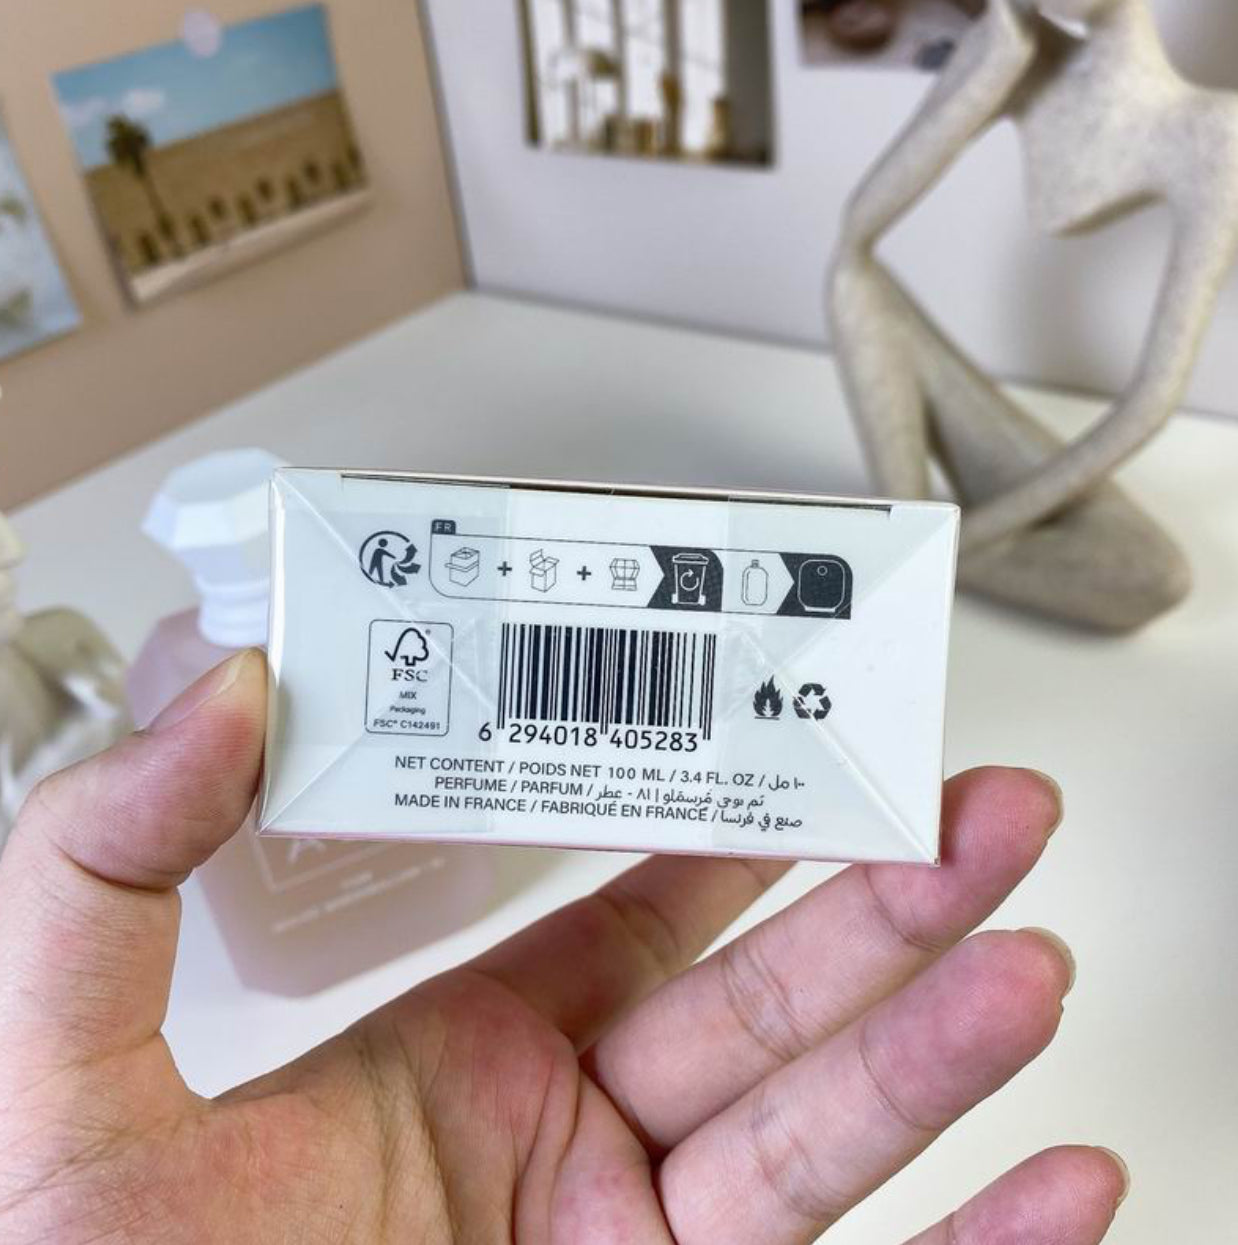 FR
FSC
MIX
Packaging
FSC® C142491
6 294018 405283
NET CONTENT / POIDS NET 100 ML / 3.4 FL. OZ / ١٠٠ مل
PERFUME / PARFUM / عطر
MADE IN FRANCE / FABRIQUÉ EN FRANCE / صنع في فرنسا